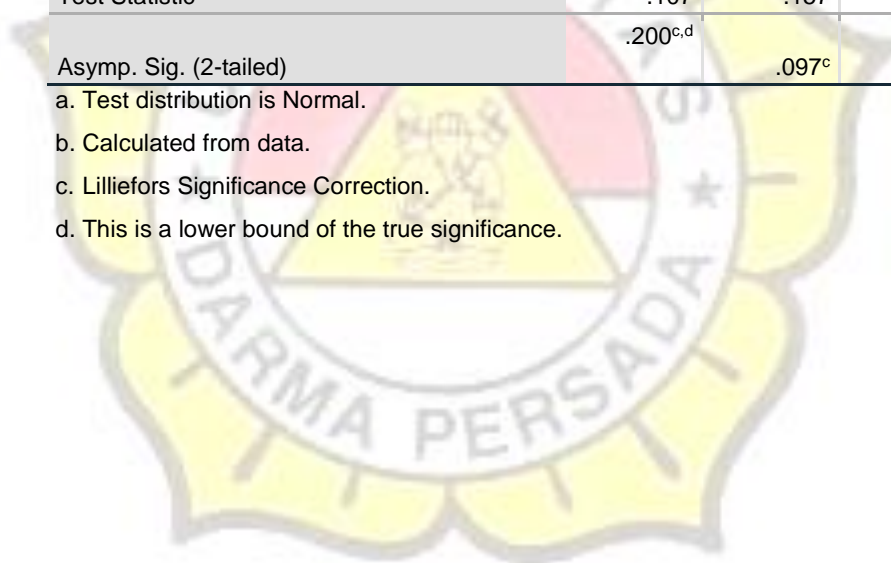 .200c,d
Asymp. Sig. (2-tailed) .097c
a. Test distribution is Normal.
b. Calculated from data.
c. Lilliefors Significance Correction.
d. This is a lower bound of the true significance.
DARMA PERSADA